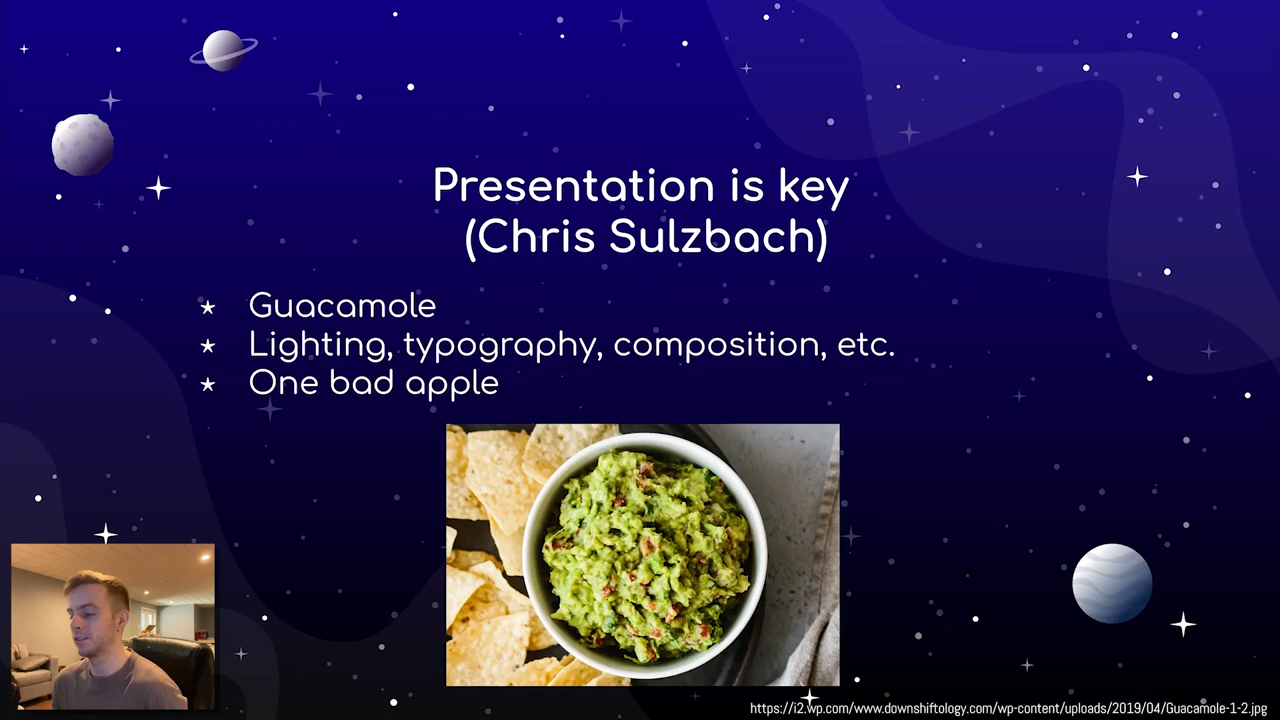 Presentation is key
(Chris Sulzbach)
Guacamole
Lighting, typography, composition, etc.
One bad apple
https://i2.wp.com/www.downshiftology.com/wp-content/uploads/2019/04/Guacamole-1-2.jpg